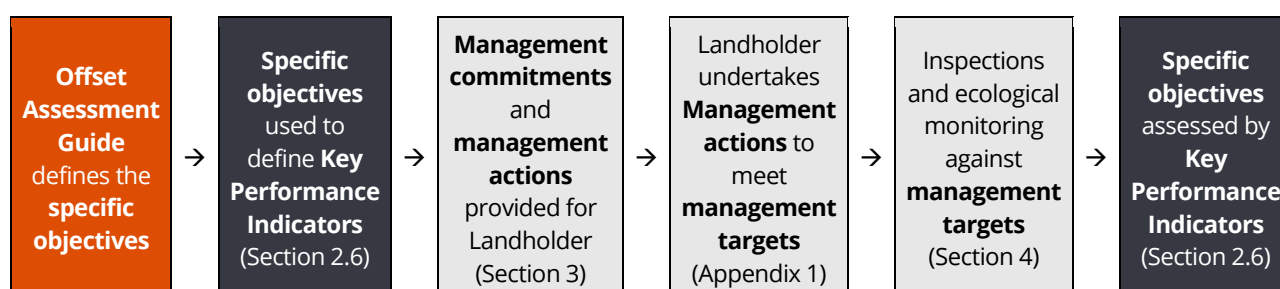 Offset
Assessment
Guide
defines the
specific
objectives
→
Specific
objectives
used to
define Key
Performance
Indicators
(Section 2.6)
→
Management
commitments
and
management
actions
provided for
Landholder
(Section 3)
→
Landholder
undertakes
Management
actions to
meet
management
targets
(Appendix 1)
→
Inspections
and ecological
monitoring
against
management
targets
(Section 4)
→
Specific
objectives
assessed by
Key
Performance
Indicators
(Section 2.6)